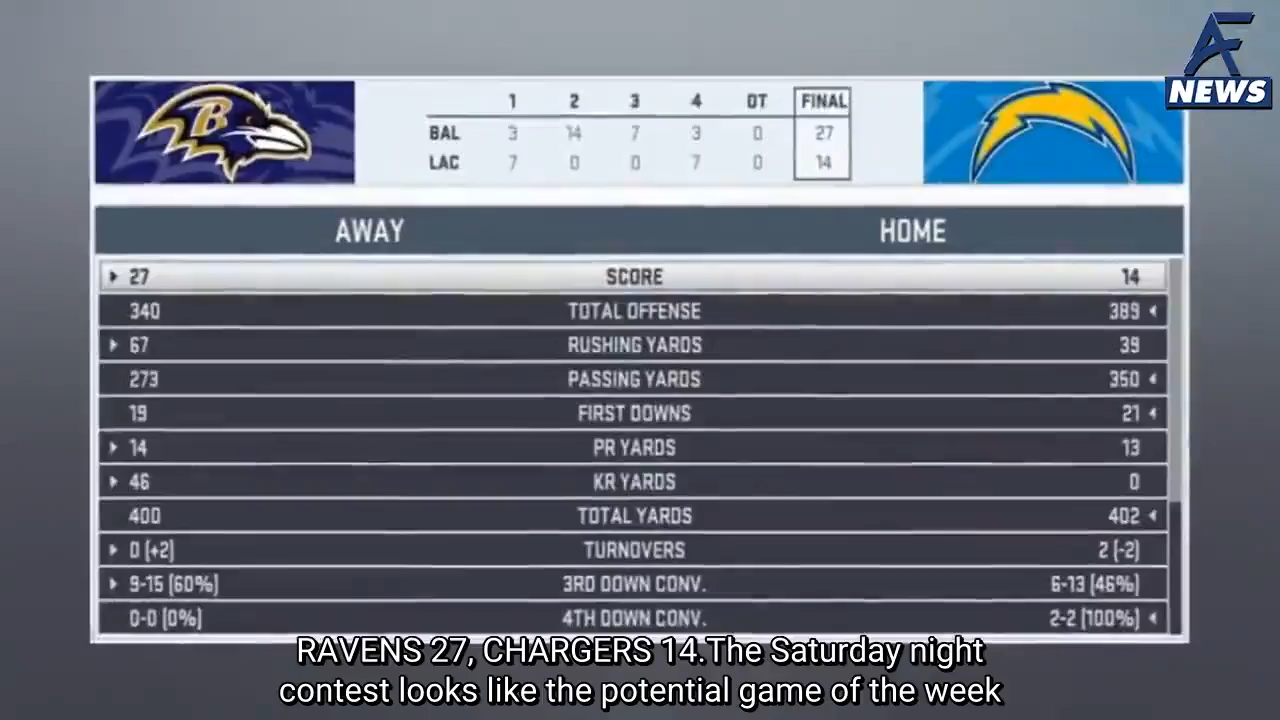 AF
NEWS
B
1 2 3 4 OT FINAL
BAL 3 14 7 3 0 27
LAC 7 0 0 7 0 14
AWAY HOME
27 SCORE 14
340 TOTAL OFFENSE 389
67 RUSHING YARDS 39
273 PASSING YARDS 350
19 FIRST DOWNS 21
14 PR YARDS 13
46 KR YARDS 0
400 TOTAL YARDS 402
0 (+2) TURNOVERS 2 (-2)
9-15 (60%) 3RD DOWN CONV. 6-13 (46%)
0-0 (0%) 4TH DOWN CONV. 2-2 (100%)
RAVENS 27, CHARGERS 14.The Saturday night
contest looks like the potential game of the week